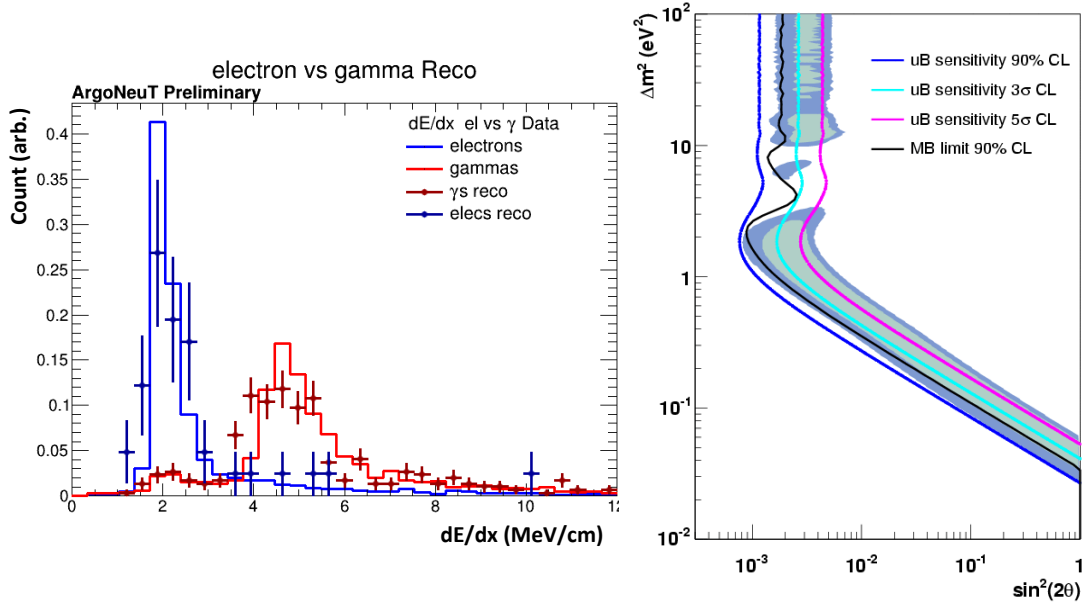 electron vs gamma Reco
ArgoNeuT Preliminary
Count (arb.)
0.4
0.35
0.3
0.25
0.2
0.15
0.1
0.05
0
dE/dx el vs γ Data
electrons
gammas
γs reco
elecs reco
0 2 4 6 8 10 12
dE/dx (MeV/cm)
Δm² (eV²)
10²
10
1
10⁻¹
10⁻²
uB sensitivity 90% CL
uB sensitivity 3σ CL
uB sensitivity 5σ CL
MB limit 90% CL
10⁻³ 10⁻² 10⁻¹ 1
sin²(2θ)